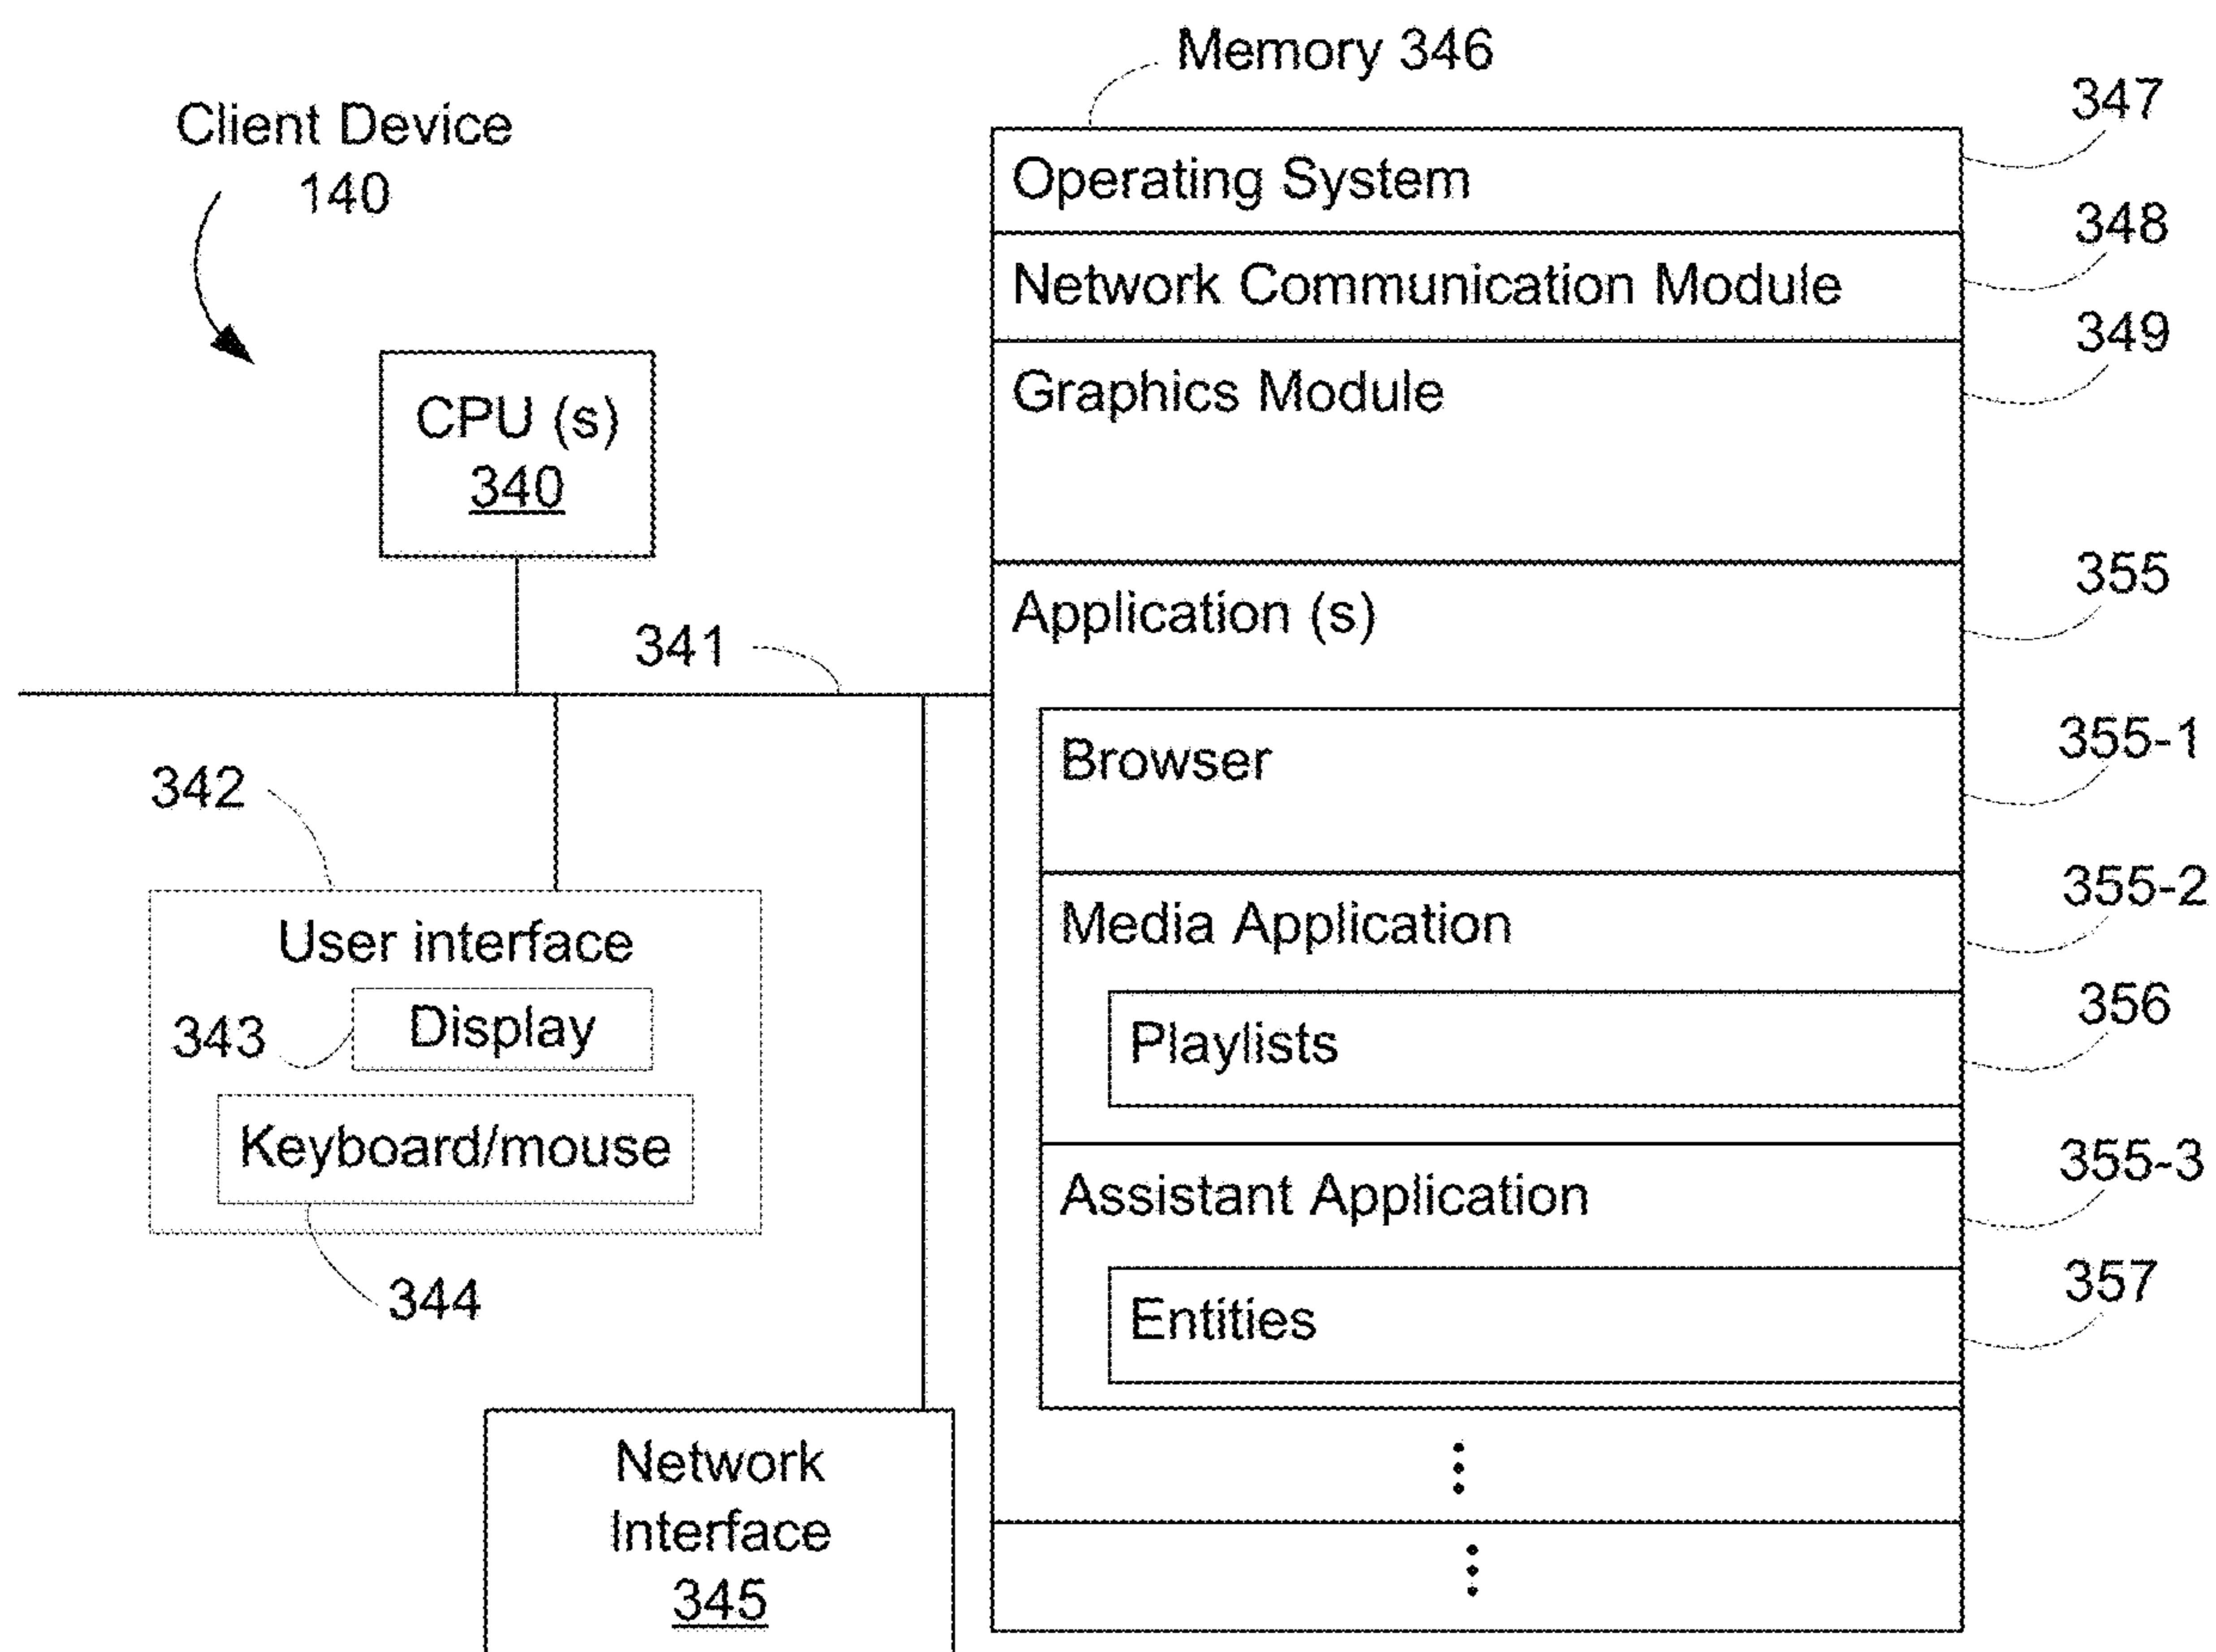 Memory 346
Client Device
140
347
Operating System
348
Network Communication Module
349
Graphics Module
CPU (s)
340
355
Application (s)
341
355-1
Browser
342
355-2
Media Application
User interface
356
Display
343
Playlists
Keyboard/mouse
355-3
Assistant Application
344
357
Entities
Network
Interface
345